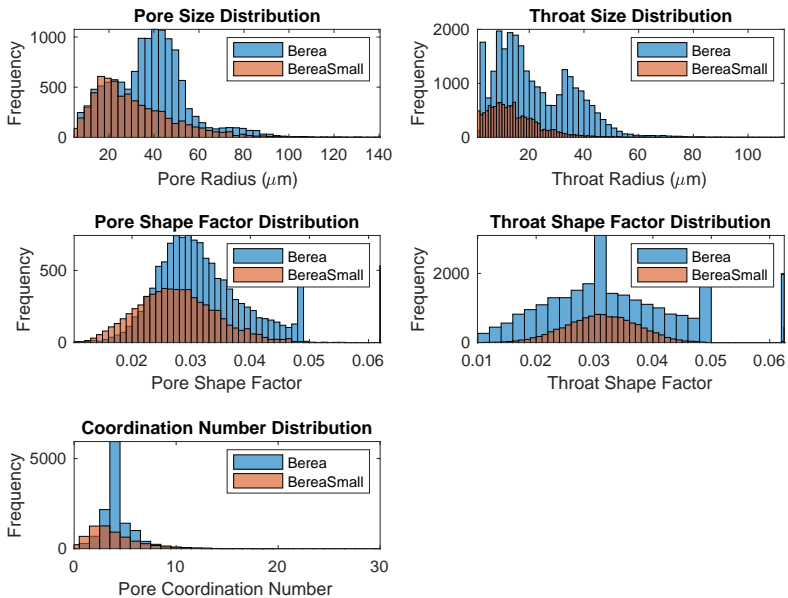 Pore Size Distribution
Frequency
1000
500
0
20
40
60
80
100
120
140
Pore Radius (μm)
Berea
BereaSmall
Throat Size Distribution
Frequency
2000
1000
0
20
40
60
80
100
Throat Radius (μm)
Berea
BereaSmall
Pore Shape Factor Distribution
Frequency
500
0
0.02
0.03
0.04
0.05
0.06
Pore Shape Factor
Berea
BereaSmall
Throat Shape Factor Distribution
Frequency
2000
0
0.01
0.02
0.03
0.04
0.05
0.06
Throat Shape Factor
Berea
BereaSmall
Coordination Number Distribution
Frequency
5000
0
0
10
20
30
Pore Coordination Number
Berea
BereaSmall